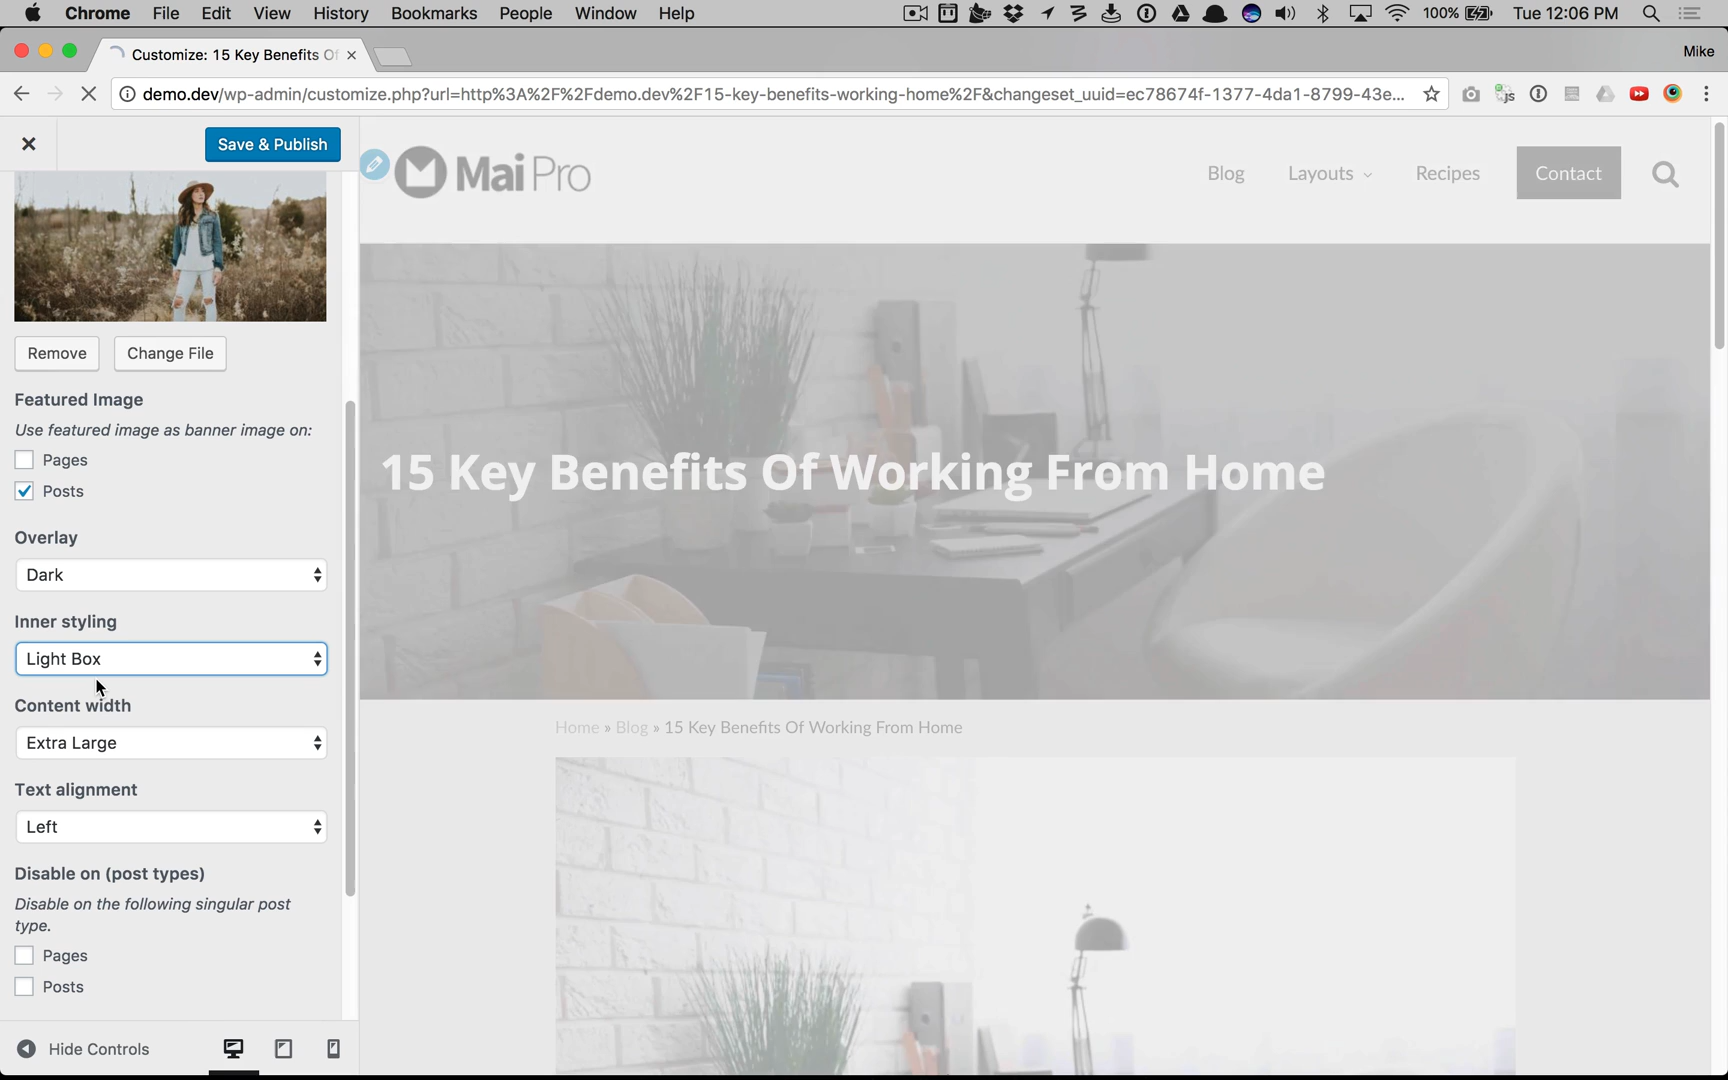 Chrome File Edit View History Bookmarks People Window Help 100% Tue 12:06 PM
Customize: 15 Key Benefits Of
Mike
demo.dev/wp-admin/customize.php?url=http%3A%2F%2Fdemo.dev%2F15-key-benefits-working-home%2F&changeset_uuid=ec78674f-1377-4da1-8799-43e...
Save & Publish
Mai Pro
Blog Layouts Recipes Contact
Remove Change File
Featured Image
Use featured image as banner image on:
Pages
Posts
Overlay
Dark
Inner styling
Light Box
Content width
Extra Large
Text alignment
Left
Disable on (post types)
Disable on the following singular post
type.
Pages
Posts
Hide Controls
15 Key Benefits Of Working From Home
Home » Blog » 15 Key Benefits Of Working From Home